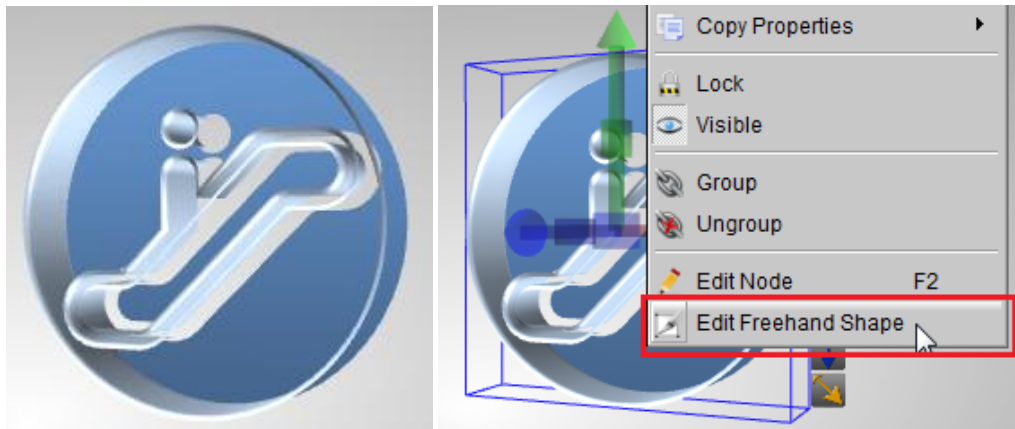 Copy Properties
Lock
Visible
Group
Ungroup
Edit Node F2
Edit Freehand Shape